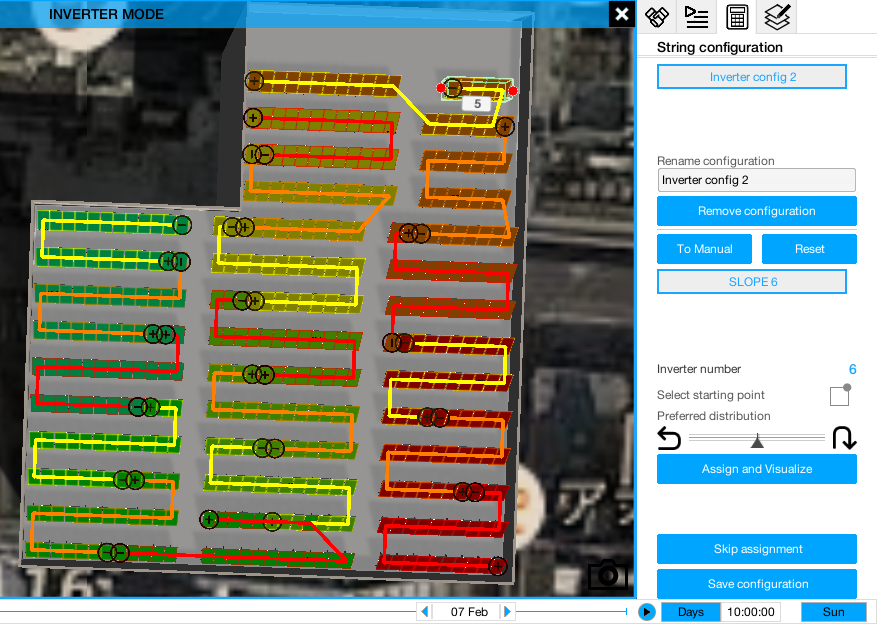 INVERTER MODE
String configuration
Inverter config 2
5
Rename configuration
Inverter config 2
Remove configuration
To Manual
Reset
SLOPE 6
Inverter number
6
Select starting point
Preferred distribution
Assign and Visualize
Skip assignment
Save configuration
07 Feb
Days
10:00:00
Sun